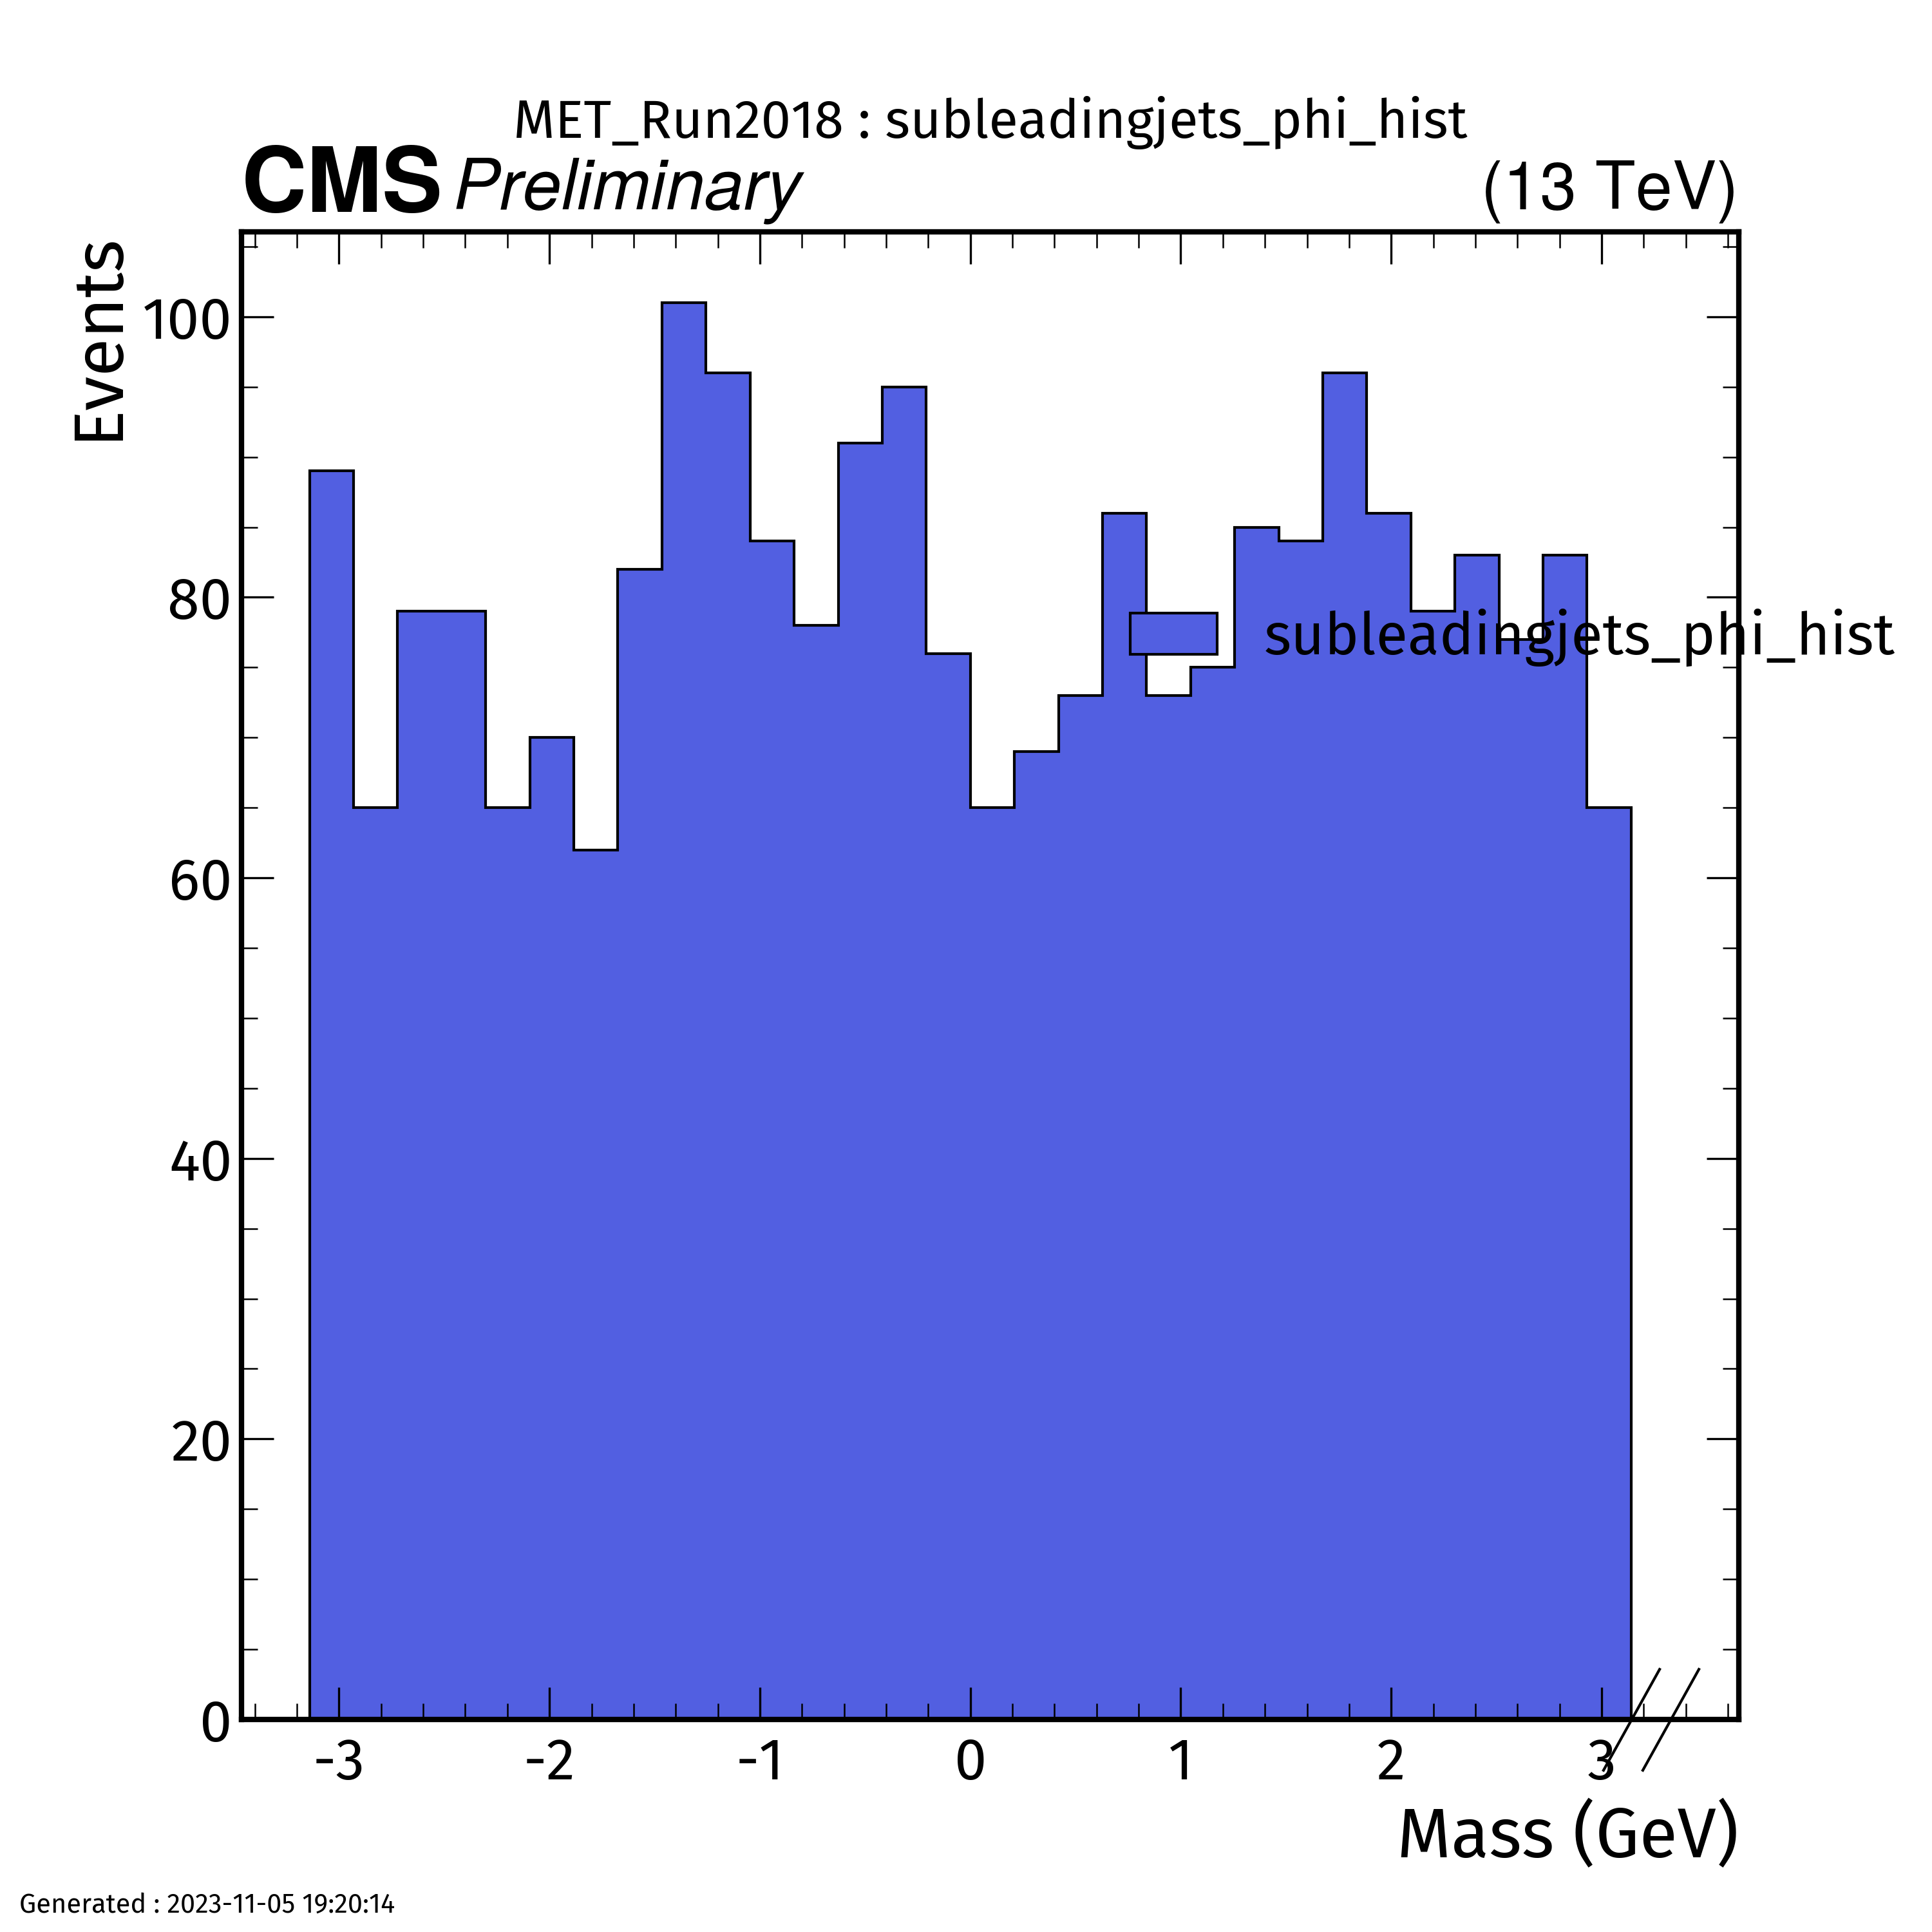 MET_Run2018 : subleadingjets_phi_hist
CMS Preliminary (13 TeV)
Events
100
80
60
40
20
0
subleadingjets_phi_hist
-3 -2 -1 0 1 2 3
Mass (GeV)
Generated : 2023-11-05 19:20:14